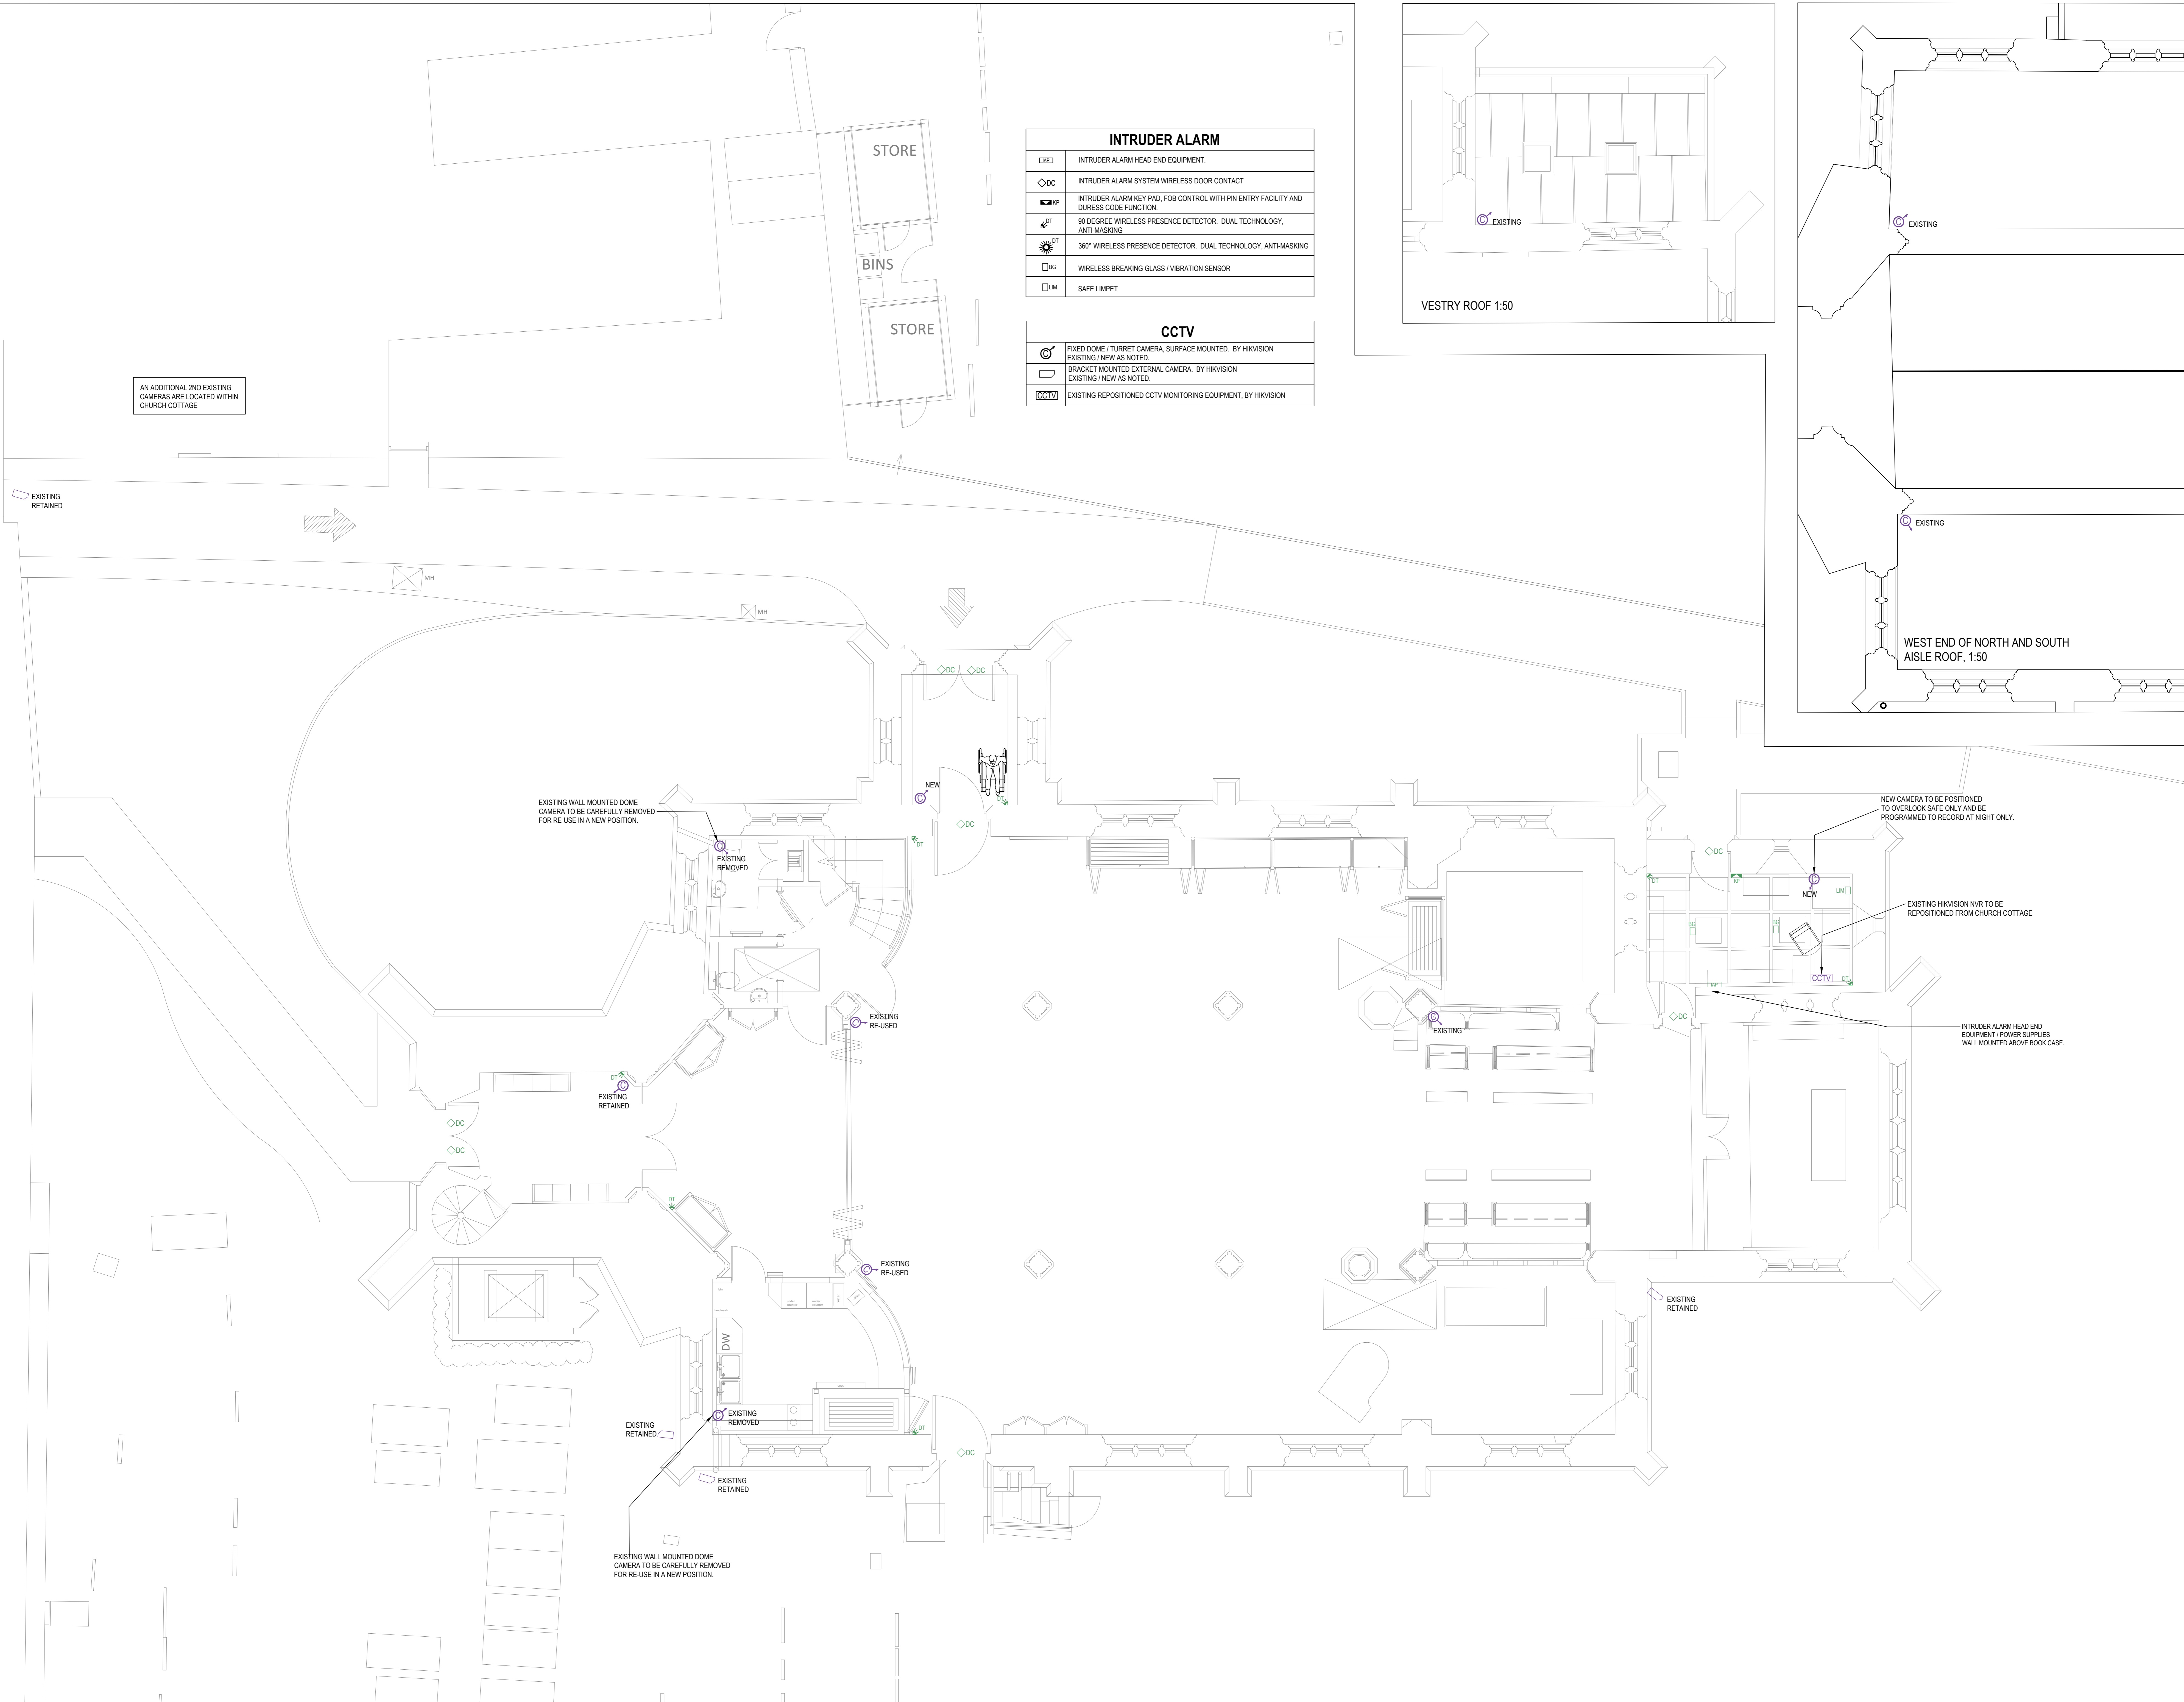 STORE
BINS
STORE
INTRUDER ALARM
IAP
INTRUDER ALARM HEAD END EQUIPMENT.
DC
INTRUDER ALARM SYSTEM WIRELESS DOOR CONTACT
KP
INTRUDER ALARM KEY PAD, FOB CONTROL WITH PIN ENTRY FACILITY AND
DURESS CODE FUNCTION.
DT
90 DEGREE WIRELESS PRESENCE DETECTOR. DUAL TECHNOLOGY,
ANTI-MASKING
DT
360° WIRELESS PRESENCE DETECTOR. DUAL TECHNOLOGY, ANTI-MASKING
BG
WIRELESS BREAKING GLASS / VIBRATION SENSOR
LIM
SAFE LIMPET
CCTV
C
FIXED DOME / TURRET CAMERA, SURFACE MOUNTED. BY HIKVISION
EXISTING / NEW AS NOTED.
BRACKET MOUNTED EXTERNAL CAMERA. BY HIKVISION
EXISTING / NEW AS NOTED.
CCTV
EXISTING REPOSITIONED CCTV MONITORING EQUIPMENT, BY HIKVISION
C
EXISTING
VESTRY ROOF 1:50
C
EXISTING
C
EXISTING
WEST END OF NORTH AND SOUTH
AISLE ROOF, 1:50
AN ADDITIONAL 2NO EXISTING
CAMERAS ARE LOCATED WITHIN
CHURCH COTTAGE
EXISTING
RETAINED
MH
MH
DC
DC
NEW
C
DT
DC
EXISTING WALL MOUNTED DOME
CAMERA TO BE CAREFULLY REMOVED
FOR RE-USE IN A NEW POSITION.
C
EXISTING
REMOVED
DT
NEW CAMERA TO BE POSITIONED
TO OVERLOOK SAFE ONLY AND BE
PROGRAMMED TO RECORD AT NIGHT ONLY.
DC
DT
KP
C
NEW
LIM
BG
BG
EXISTING HIKVISION NVR TO BE
REPOSITIONED FROM CHURCH COTTAGE
CCTV
DT
IAP
DC
INTRUDER ALARM HEAD END
EQUIPMENT / POWER SUPPLIES
WALL MOUNTED ABOVE BOOK CASE.
C
EXISTING
RE-USED
C
EXISTING
DT
C
EXISTING
RETAINED
DC
DC
DT
C
EXISTING
RE-USED
EXISTING
RETAINED
DW
C
EXISTING
REMOVED
EXISTING
RETAINED
DT
DC
EXISTING
RETAINED
EXISTING WALL MOUNTED DOME
CAMERA TO BE CAREFULLY REMOVED
FOR RE-USE IN A NEW POSITION.